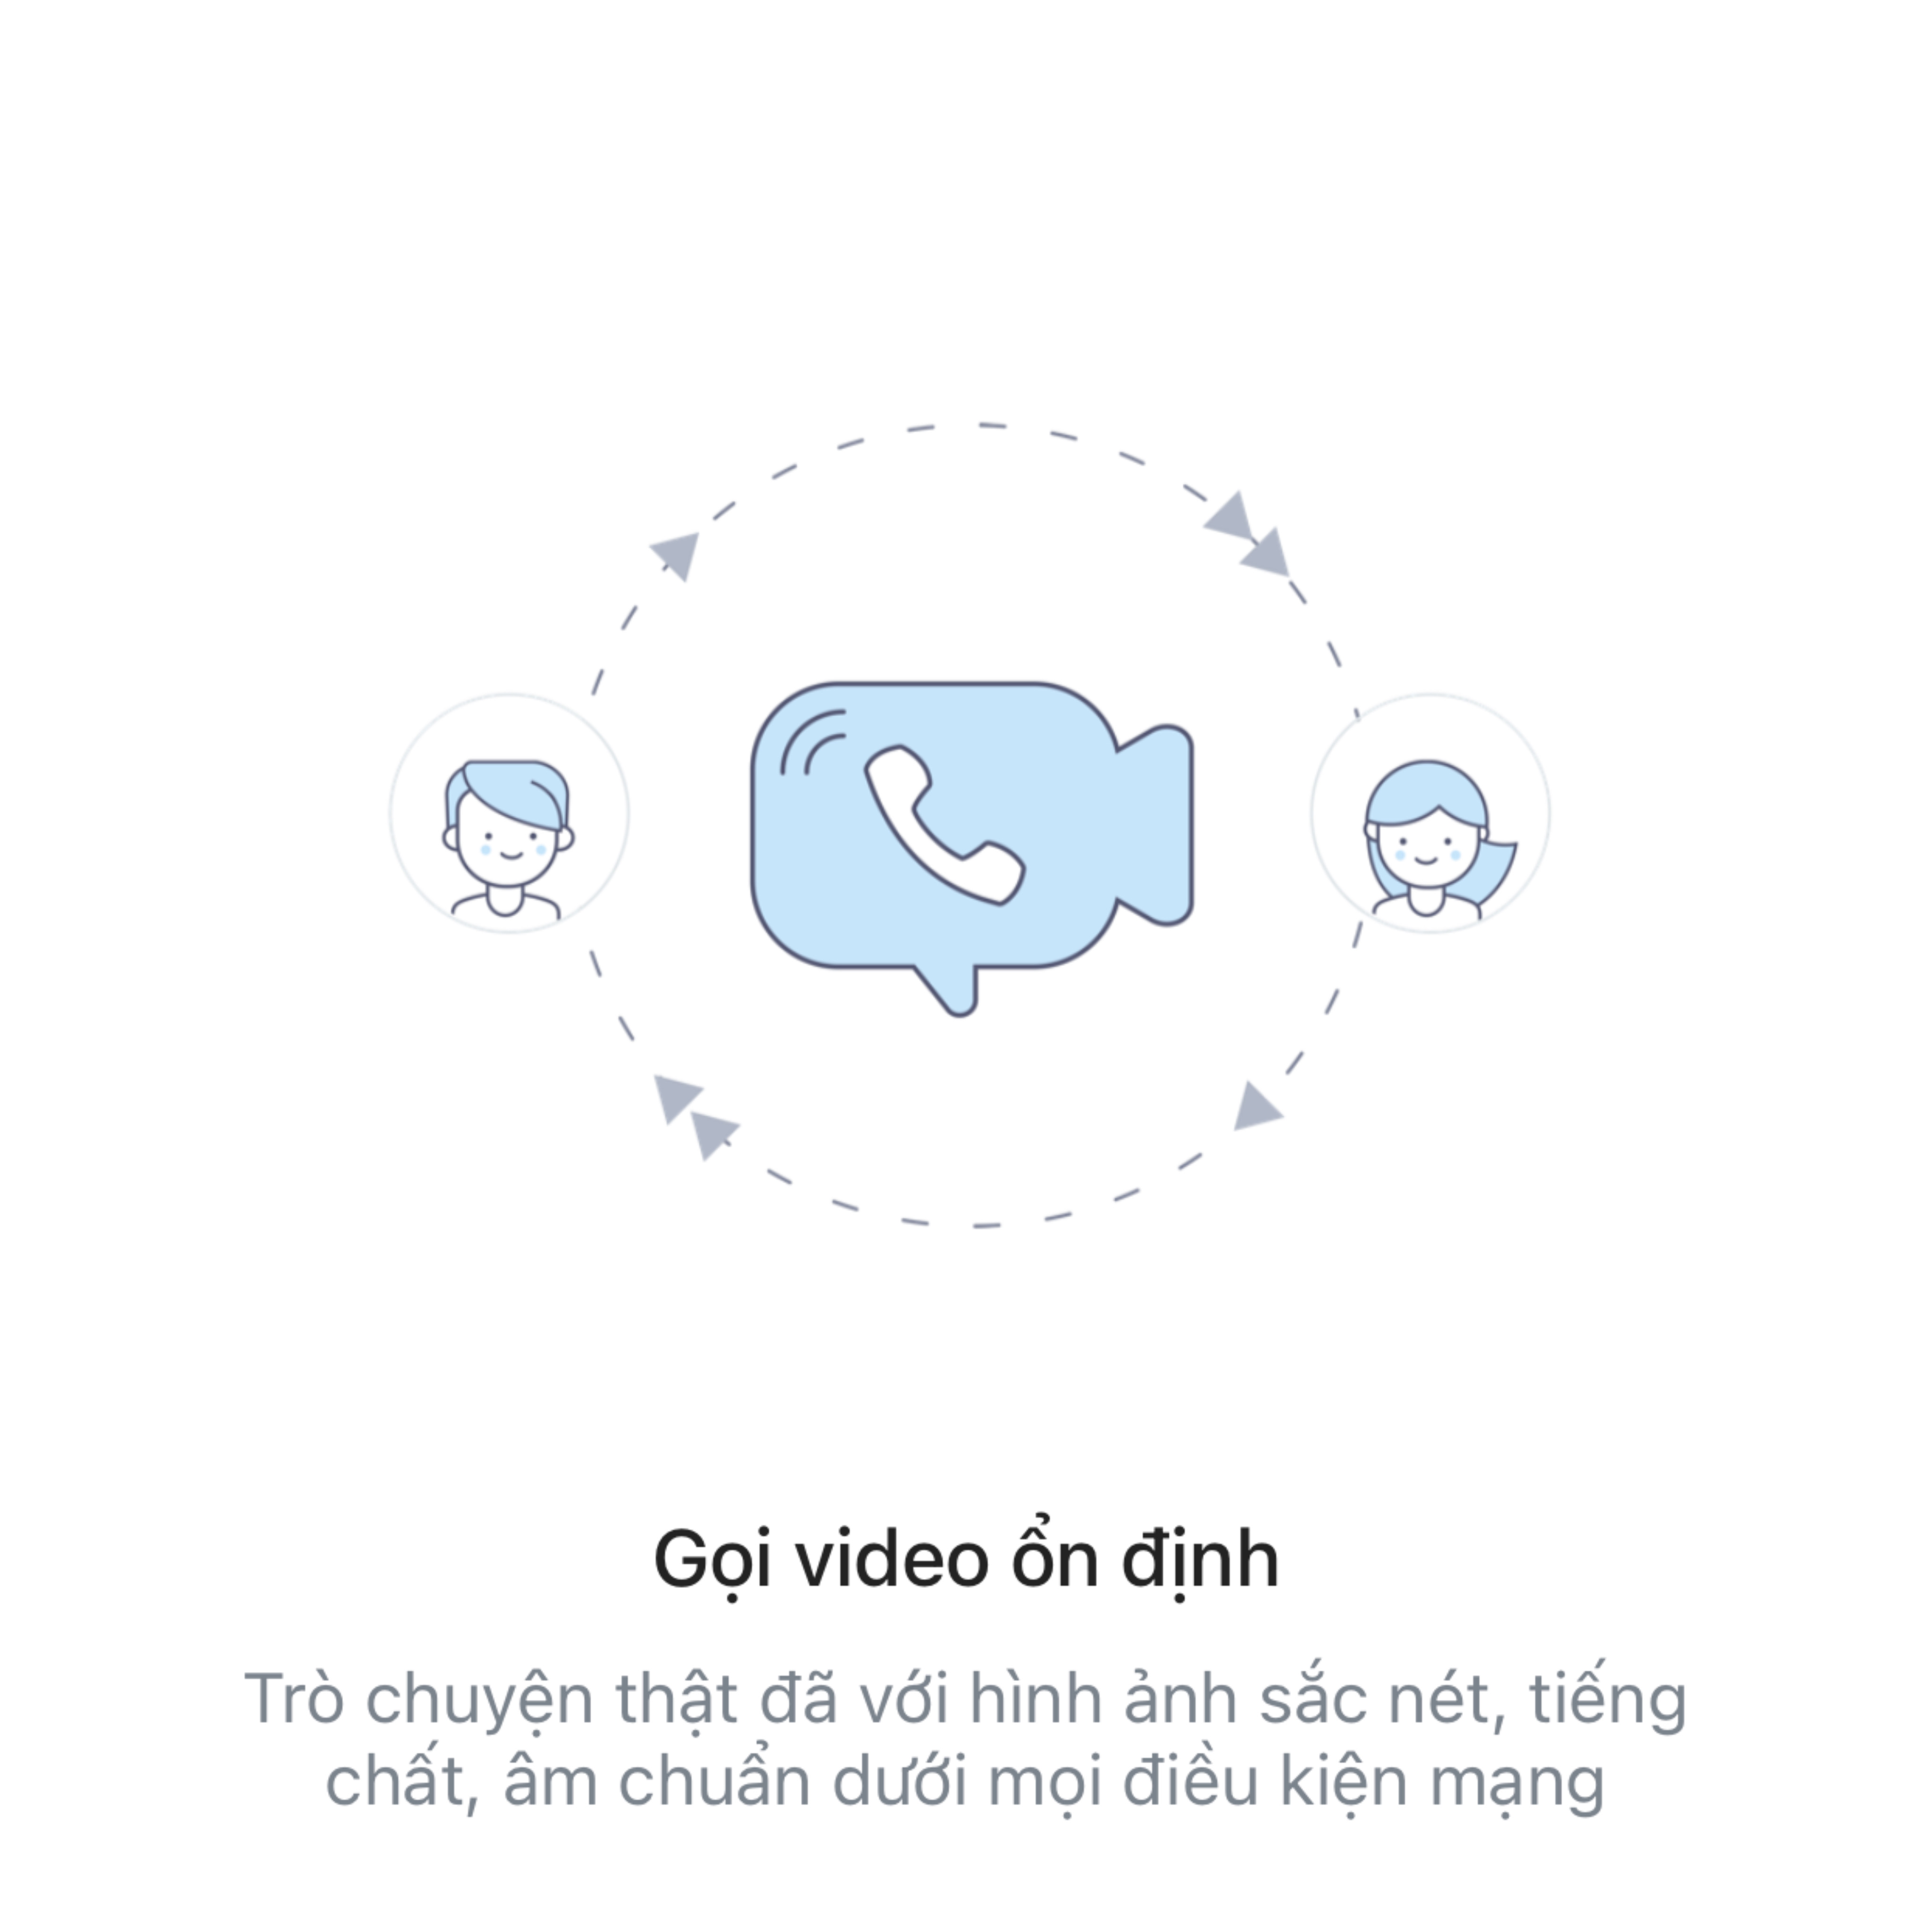 Gọi video ổn định
Trò chuyện thật đã với hình ảnh sắc nét, tiếng
chất, âm chuẩn dưới mọi điều kiện mạng